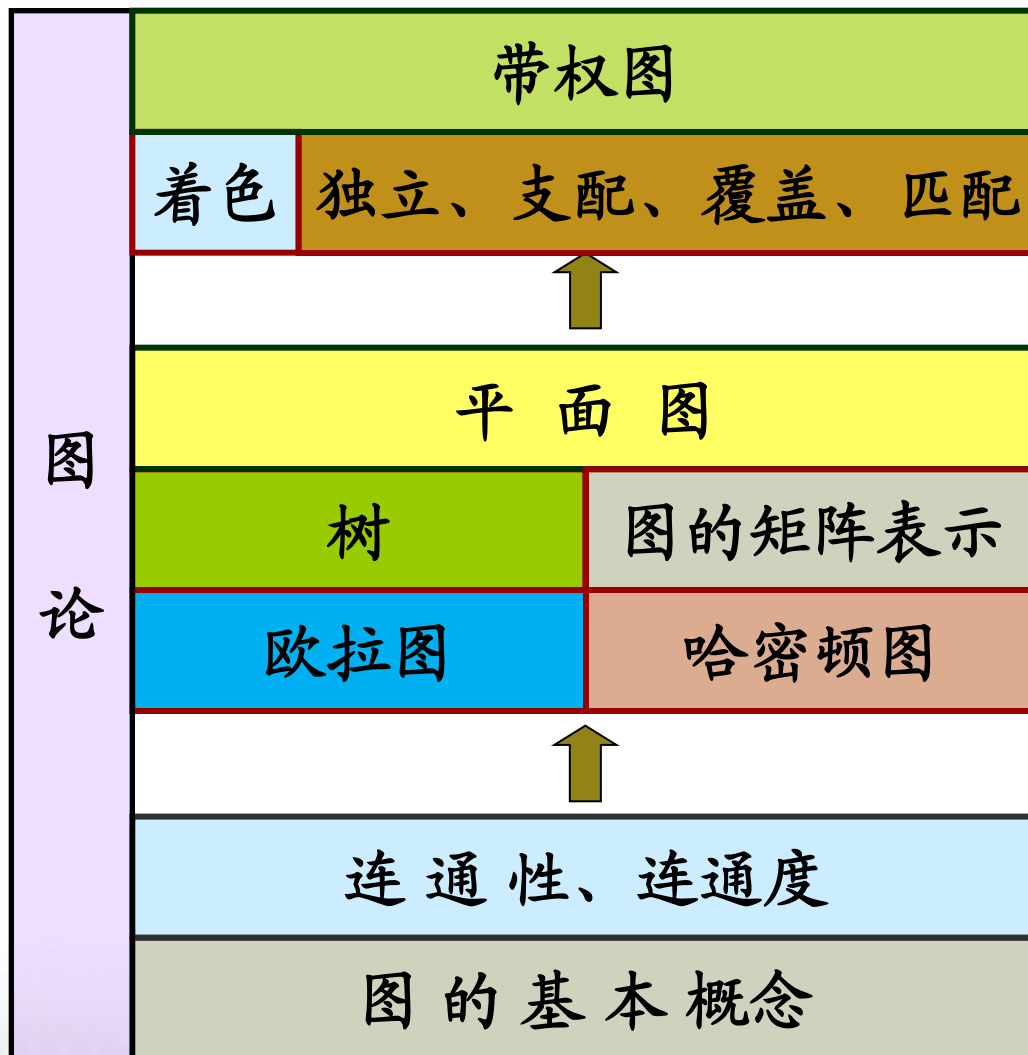 图论
带权图
着色
独立、支配、覆盖、匹配
平面图
树
图的矩阵表示
欧拉图
哈密顿图
连通性、连通度
图的基本概念